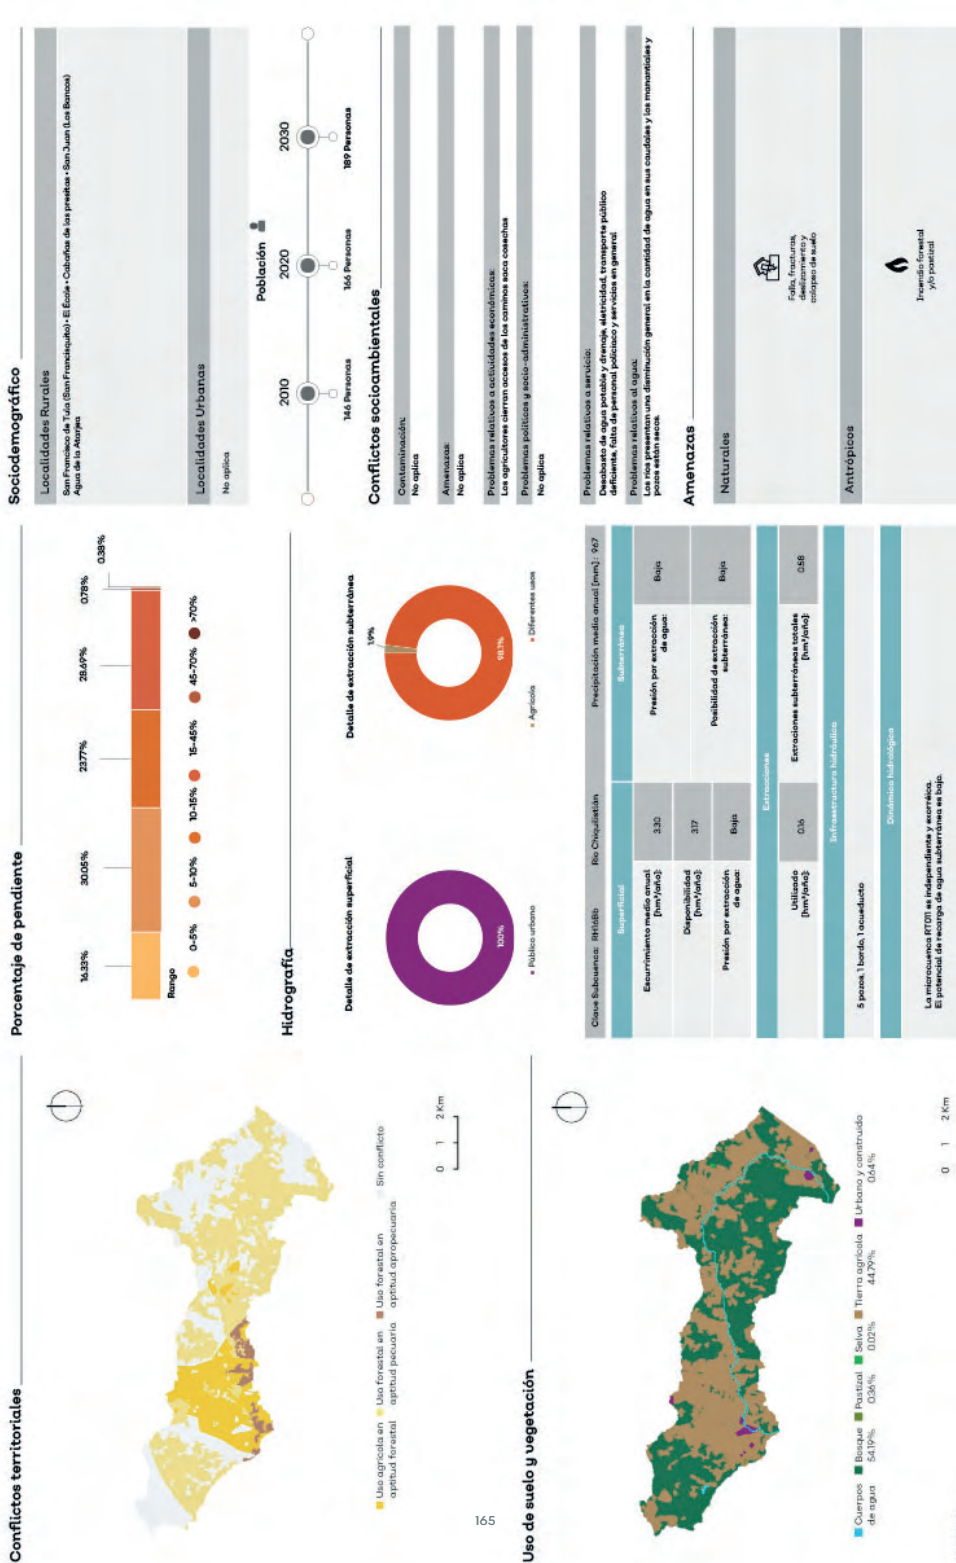 Conflictos territoriales
Uso agrícola en
aptitud forestal
Uso forestal en
aptitud pecuaria
Uso forestal en
aptitud apropecuaria
Sin conflicto
0 1 2 Km
Uso de suelo y vegetación
Cuerpos
de agua
Bosque
54.19%
Pastizal
0.36%
Selva
0.02%
Tierra agrícola
44.79%
Urbano y construido
0.64%
0 1 2 Km
Porcentaje de pendiente
16.33% 30.05% 23.77% 28.69% 0.78% 0.38%
Rango
0-5% 5-10% 10-15% 15-45% 45-70% >70%
Hidrografía
Detalle de extracción superficial
100%
Público urbano
Detalle de extracción subterránea
1.9%
98.1%
Agrícola Diferentes usos
Clave Subcuenca: RH16Bb Río Chiquilistlán Precipitación media anual [mm]: 967
Superficial Subterránea
Escurrimiento medio anual
[hm³/año]:
3.30
Disponibilidad
[hm³/año]:
3.17
Presión por extracción
de agua:
Baja
Presión por extracción
de agua:
Baja
Posibilidad de extracción
subterránea:
Baja
Extracciones
Utilizado
[hm³/año]:
0.16
Extraciones subterráneas totales
[hm³/año]:
0.58
Infraestructura hidráulica
5 pozos, 1 bordo, 1 acueducto
Dinámica hidrológica
La microcuenca RT011 es independiente y exorréica.
El potencial de recarga de agua subterránea es bajo.
Sociodemográfico
Localidades Rurales
San Francisco de Tula (San Francisquito) • El Ecole • Cabañas de las presitas • San Juan (Los Bancos)
Agua de la Atarjea
Localidades Urbanas
No aplica
Población
2010 2020 2030
146 Personas 166 Personas 189 Personas
Conflictos socioambientales
Contaminación:
No aplica
Amenazas:
No aplica
Problemas relativos a actividades económicas:
Los agricultores cierran accesos de los caminos saca cosechas
Problemas políticos y socio-administrativos:
No aplica
Problemas relativos a servicio:
Desabasto de agua potable y drenaje, eletricidad, transporte público
deficiente, falta de personal policiaco y servicios en general
Problemas relativos al agua:
Los ríos presentan una disminución general en la cantidad de agua en sus caudales y los manantiales y
pozos están secos.
Amenazas
Naturales
Falla, fracturas,
deslizamiento y
colapso de suelo
Antrópicos
Incendio forestal
y/o pastizal
165